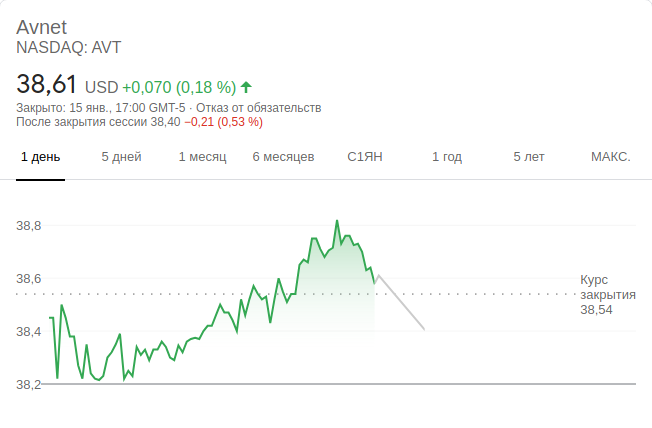 Avnet
NASDAQ: AVT
38,61 USD +0,070 (0,18 %)
Закрыто: 15 янв., 17:00 GMT-5 · Отказ от обязательств
После закрытия сессии 38,40 −0,21 (0,53 %)
1 день 5 дней 1 месяц 6 месяцев С1ЯН 1 год 5 лет МАКС.
38,8
38,6
38,4
38,2
Курс
закрытия
38,54